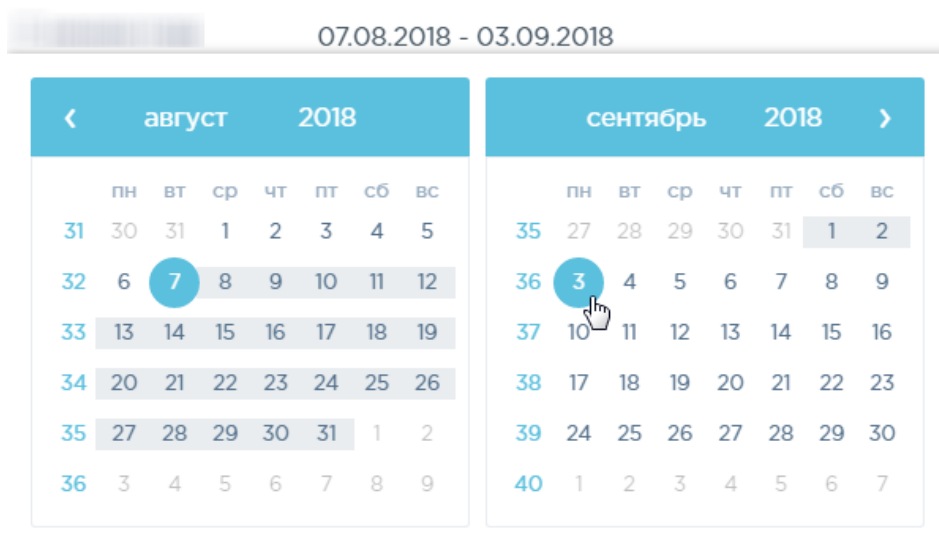 07.08.2018 - 03.09.2018
август 2018
пн вт ср чт пт сб вс
31 30 31 1 2 3 4 5
32 6 7 8 9 10 11 12
33 13 14 15 16 17 18 19
34 20 21 22 23 24 25 26
35 27 28 29 30 31 1 2
36 3 4 5 6 7 8 9
сентябрь 2018
пн вт ср чт пт сб вс
35 27 28 29 30 31 1 2
36 3 4 5 6 7 8 9
37 10 11 12 13 14 15 16
38 17 18 19 20 21 22 23
39 24 25 26 27 28 29 30
40 1 2 3 4 5 6 7